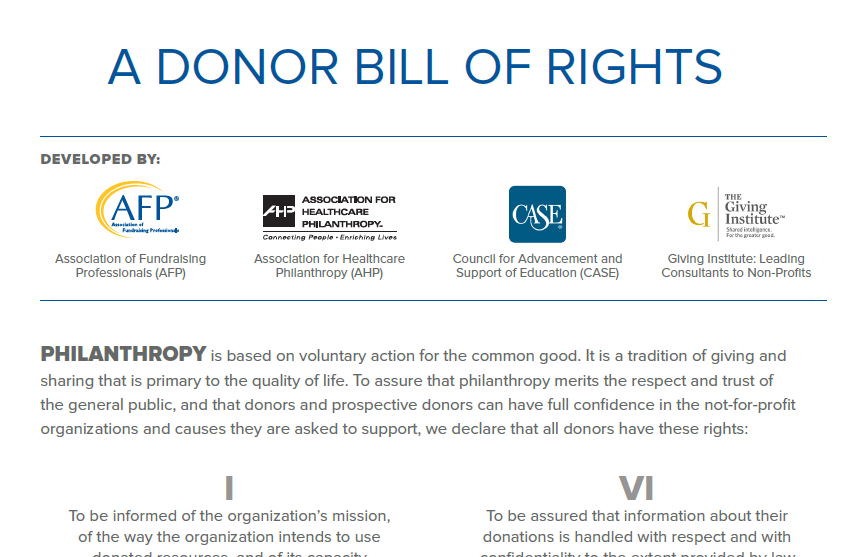 A DONOR BILL OF RIGHTS
DEVELOPED BY:
AFP®
Association of
Fundraising Professionals
Association of Fundraising
Professionals (AFP)
AHP
ASSOCIATION FOR
HEALTHCARE
PHILANTHROPY™
Connecting People · Enriching Lives
Association for Healthcare
Philanthropy (AHP)
CASE®
Council for Advancement and
Support of Education (CASE)
G
THE
Giving
Institute™
Shared intelligence.
For the greater good.
Giving Institute: Leading
Consultants to Non-Profits
PHILANTHROPY is based on voluntary action for the common good. It is a tradition of giving and
sharing that is primary to the quality of life. To assure that philanthropy merits the respect and trust of
the general public, and that donors and prospective donors can have full confidence in the not-for-profit
organizations and causes they are asked to support, we declare that all donors have these rights:
I
To be informed of the organization's mission,
of the way the organization intends to use
donated resources, and of its capacity
VI
To be assured that information about their
donations is handled with respect and with
confidentiality to the extent provided by law